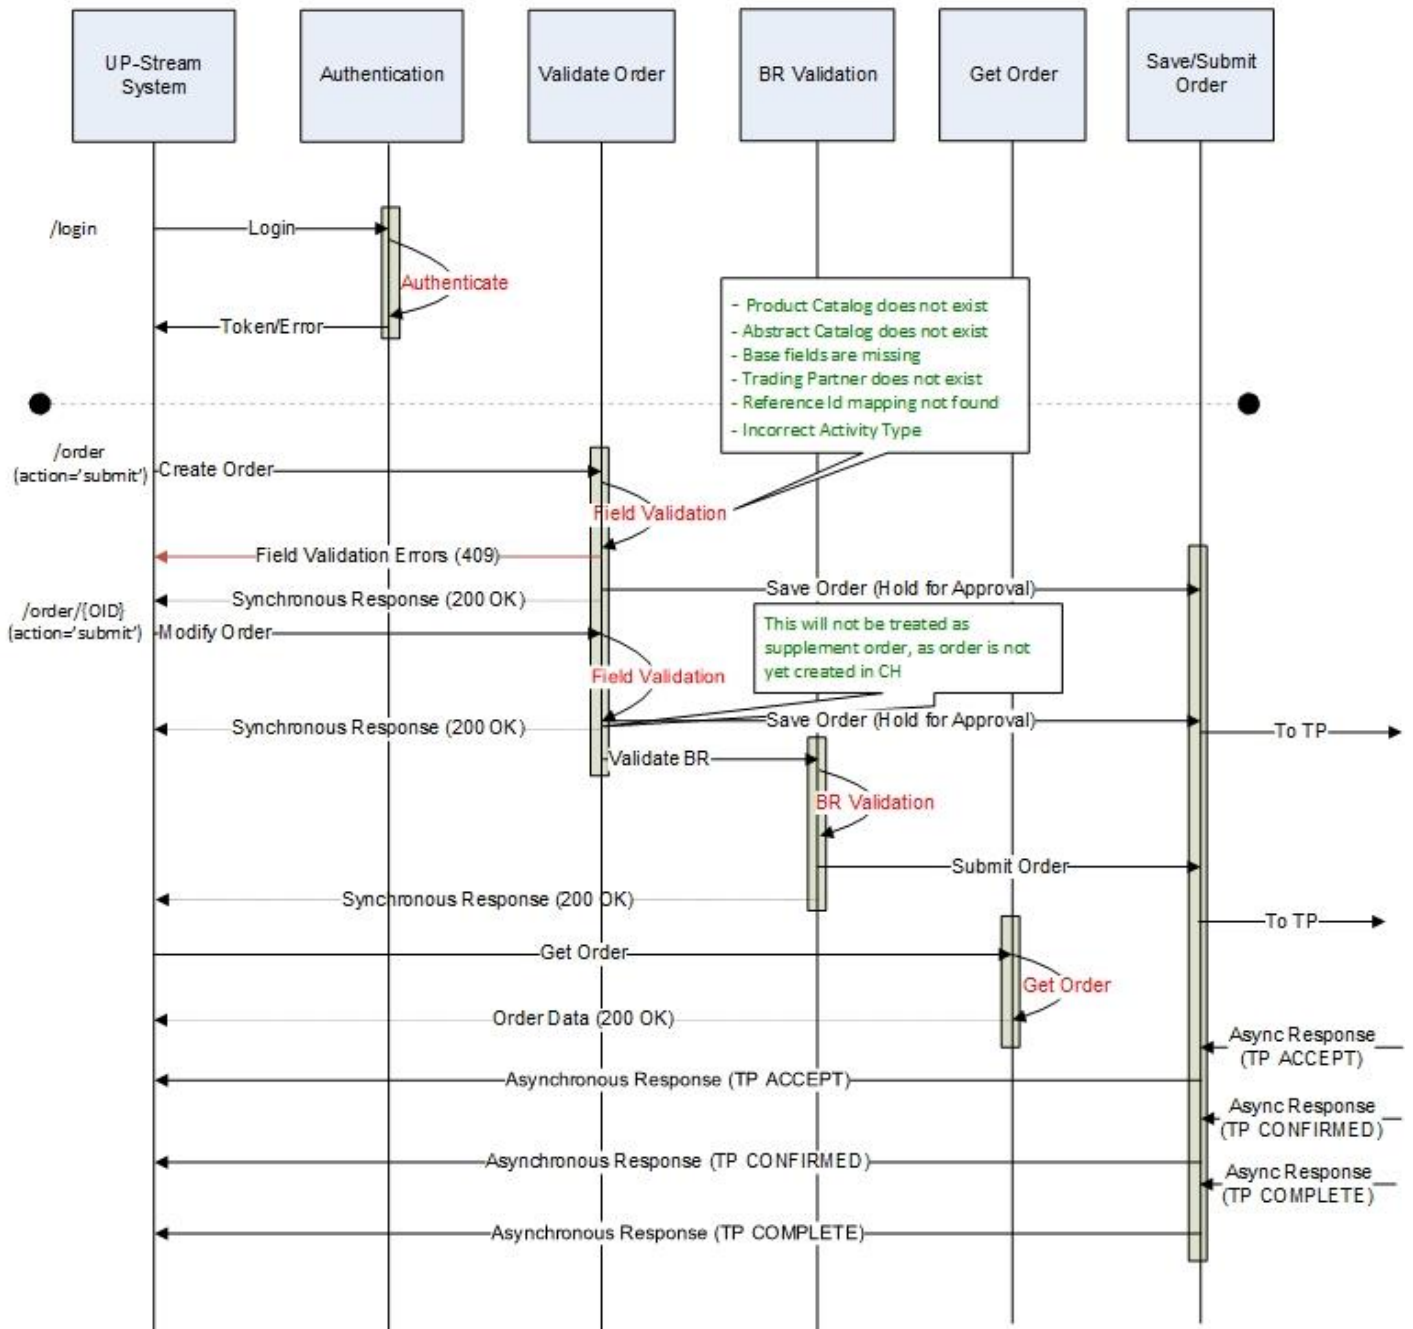 UP-Stream
System
Authentication
Validate Order
BR Validation
Get Order
Save/Submit
Order
/login
Login
Authenticate
Token/Error
- Product Catalog does not exist
- Abstract Catalog does not exist
- Base fields are missing
- Trading Partner does not exist
- Reference Id mapping not found
- Incorrect Activity Type
/order
(action='submit')
Create Order
Field Validation
Field Validation Errors (409)
Save Order (Hold for Approval)
Synchronous Response (200 OK)
/order/{OID}
(action='submit')
Modify Order
This will not be treated as
supplement order, as order is not
yet created in CH
Field Validation
Save Order (Hold for Approval)
Synchronous Response (200 OK)
To TP
Validate BR
BR Validation
Submit Order
Synchronous Response (200 OK)
To TP
Get Order
Get Order
Order Data (200 OK)
Async Response
(TP ACCEPT)
Asynchronous Response (TP ACCEPT)
Async Response
(TP CONFIRMED)
Asynchronous Response (TP CONFIRMED)
Async Response
(TP COMPLETE)
Asynchronous Response (TP COMPLETE)